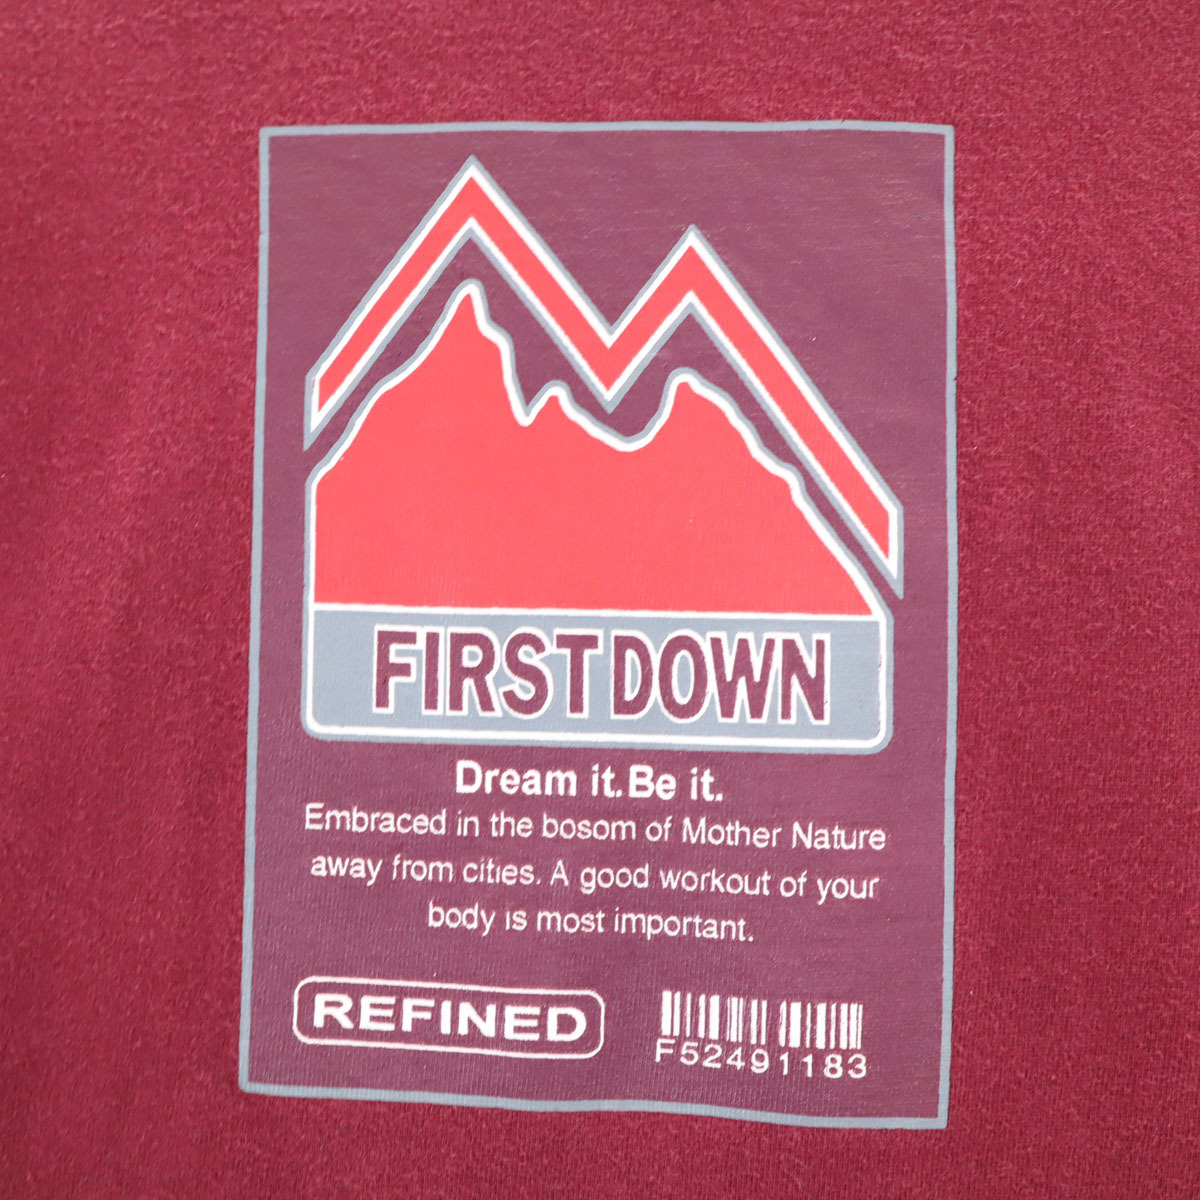 FIRST DOWN
Dream it. Be it.
Embraced in the bosom of Mother Nature
away from cities. A good workout of your
body is most important.
REFINED
F52491183